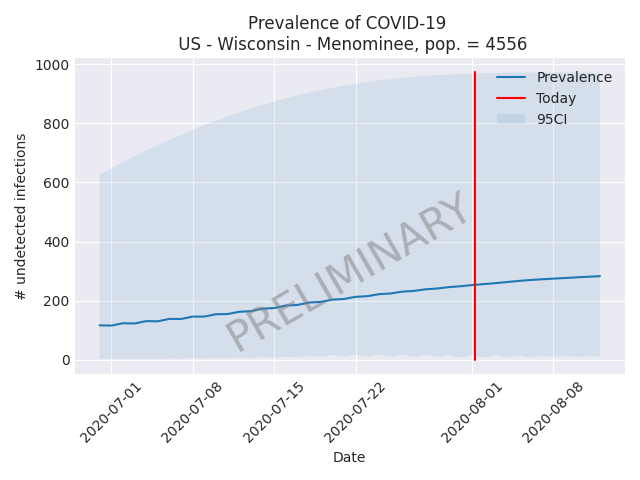 Prevalence of COVID-19
US - Wisconsin - Menominee, pop. = 4556
1000
800
600
400
200
0
# undetected infections
Prevalence
Today
95CI
PRELIMINARY
2020-07-01
2020-07-08
2020-07-15
2020-07-22
2020-08-01
2020-08-08
Date